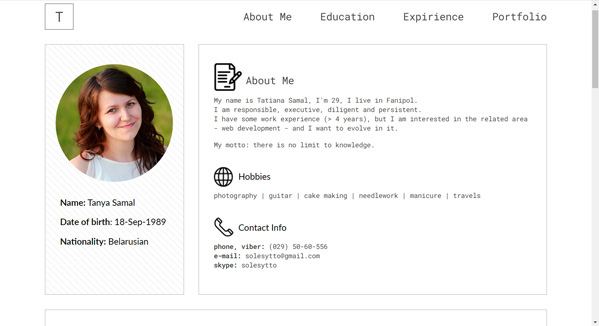 T
About Me
Education
Expirience
Portfolio
Name: Tanya Samal
Date of birth: 18-Sep-1989
Nationality: Belarusian
About Me
My name is Tatiana Samal, I'm 29, I live in Fanipol.
I am responsible, executive, diligent and persistent.
I have some work experience (> 4 years), but I am interested in the related area
- web development - and I want to evolve in it.
My motto: there is no limit to knowledge.
Hobbies
photography | guitar | cake making | needlework | manicure | travels
Contact Info
phone, viber: (029) 50-60-556
e-mail: solesytto@gmail.com
skype: solesytto